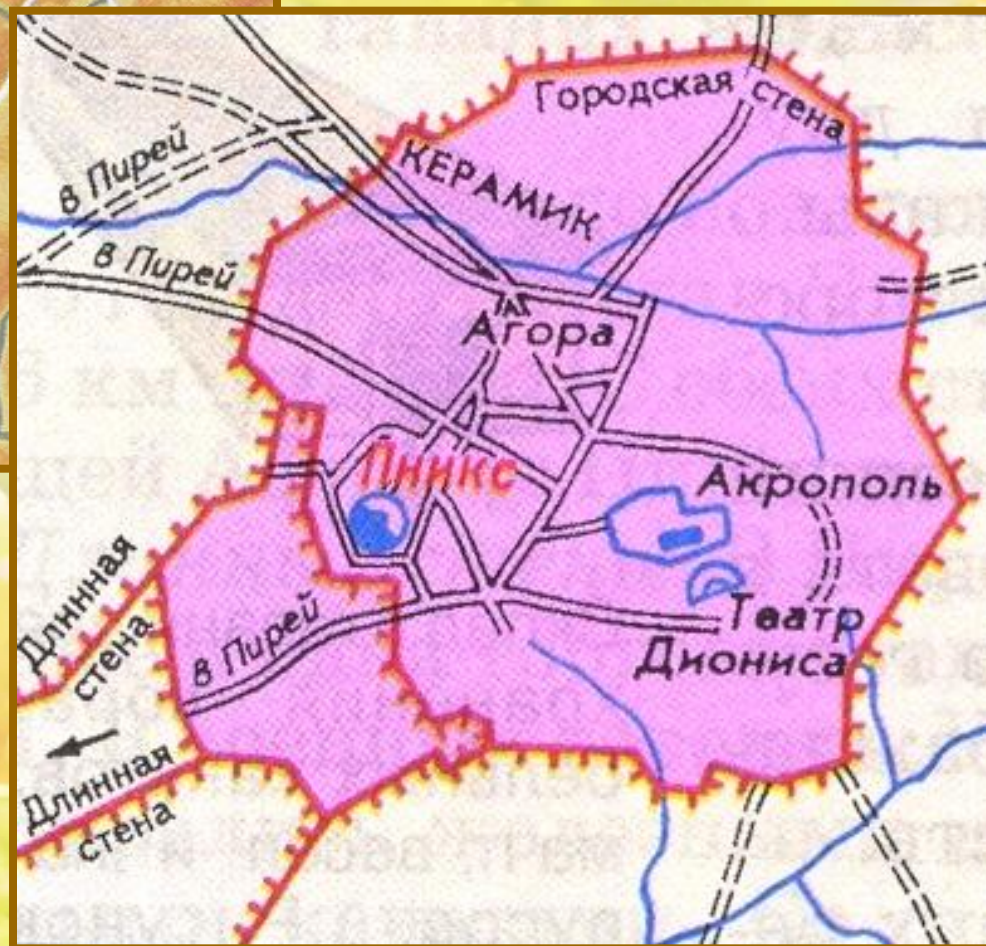 Городская стена
КЕРАМИК
в Пирей
в Пирей
Агора
Пникс
Акрополь
Длинная
стена
в Пирей
Театр
Диониса
Длинная
стена